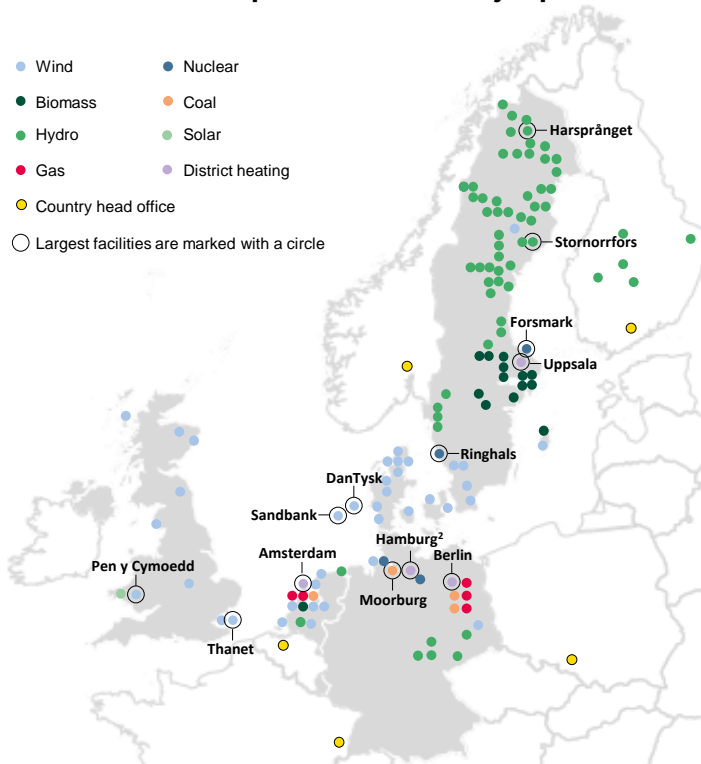 Wind
Nuclear
Biomass
Coal
Hydro
Solar
Gas
District heating
Country head office
Largest facilities are marked with a circle
Harsprånget
Stornorrfors
Forsmark
Uppsala
Ringhals
DanTysk
Sandbank
Hamburg²
Amsterdam
Berlin
Pen y Cymoedd
Moorburg
Thanet